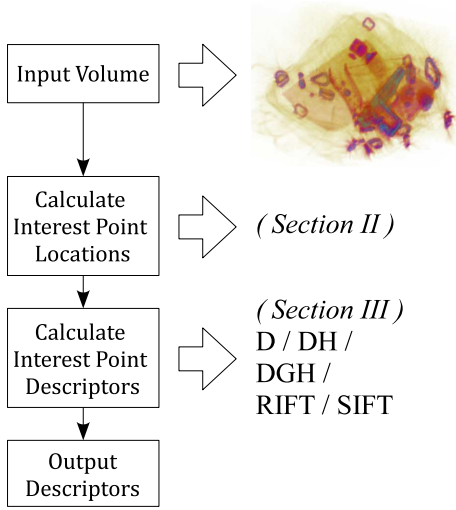 Input Volume
Calculate
Interest Point
Locations
( Section II )
Calculate
Interest Point
Descriptors
( Section III )
D / DH /
DGH /
RIFT / SIFT
Output
Descriptors